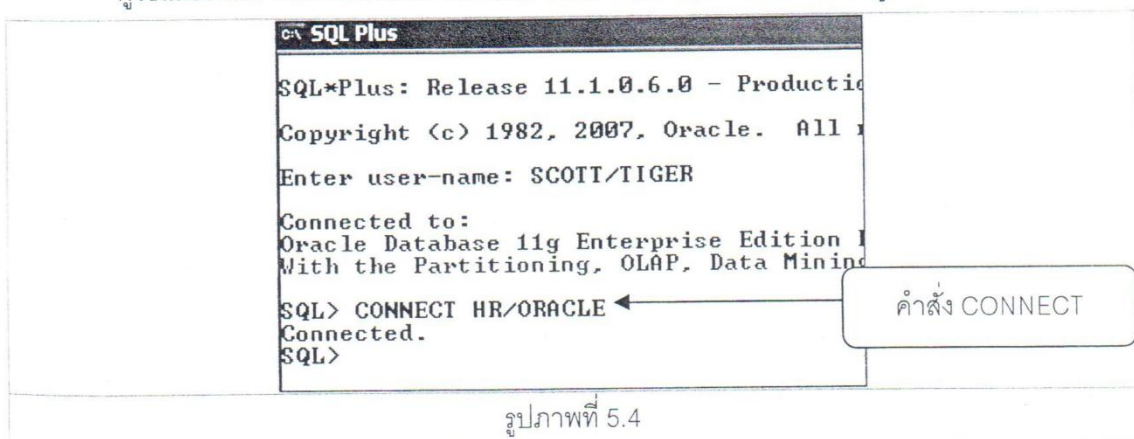 SQL Plus
SQL*Plus: Release 11.1.0.6.0 - Productio
Copyright (c) 1982, 2007, Oracle. All
Enter user-name: SCOTT/TIGER
Connected to:
Oracle Database 11g Enterprise Edition
With the Partitioning, OLAP, Data Mining
SQL> CONNECT HR/ORACLE
คำสั่ง CONNECT
Connected.
SQL>
รูปภาพที่ 5.4